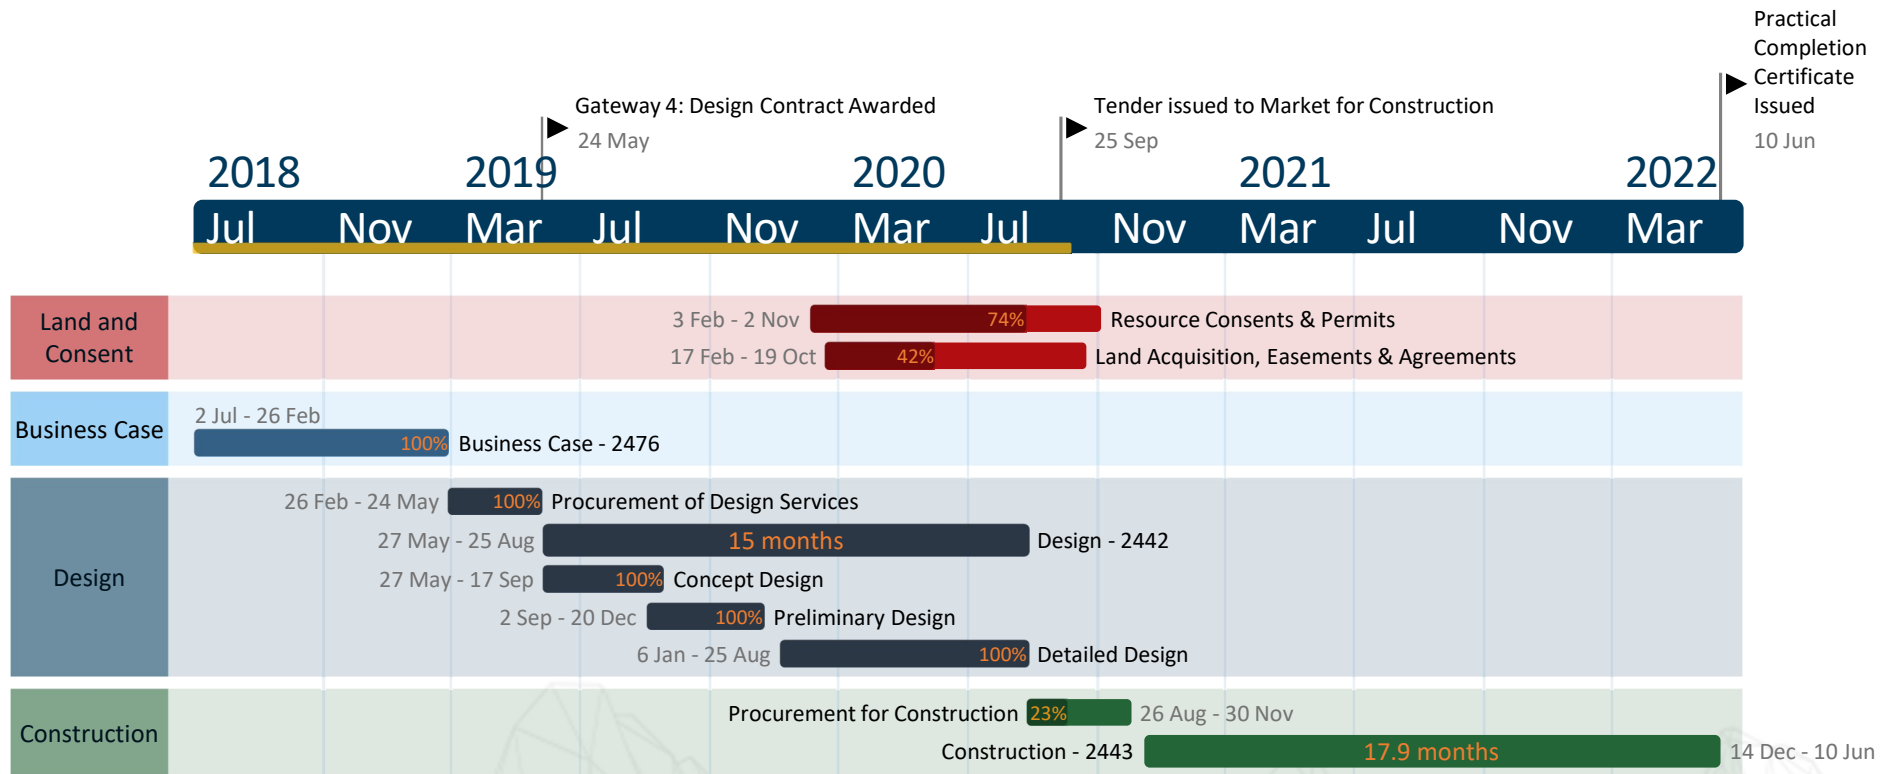 Practical
Completion
Certificate
Issued
10 Jun
Gateway 4: Design Contract Awarded
24 May
Tender issued to Market for Construction
25 Sep
2018 2019 2020 2021 2022
Jul Nov Mar Jul Nov Mar Jul Nov Mar Jul Nov Mar
Land and
Consent
3 Feb - 2 Nov 74% Resource Consents & Permits
17 Feb - 19 Oct 42% Land Acquisition, Easements & Agreements
Business Case
2 Jul - 26 Feb
100% Business Case - 2476
Design
26 Feb - 24 May 100% Procurement of Design Services
27 May - 25 Aug 15 months Design - 2442
27 May - 17 Sep 100% Concept Design
2 Sep - 20 Dec 100% Preliminary Design
6 Jan - 25 Aug 100% Detailed Design
Construction
Procurement for Construction 23% 26 Aug - 30 Nov
Construction - 2443 17.9 months 14 Dec - 10 Jun